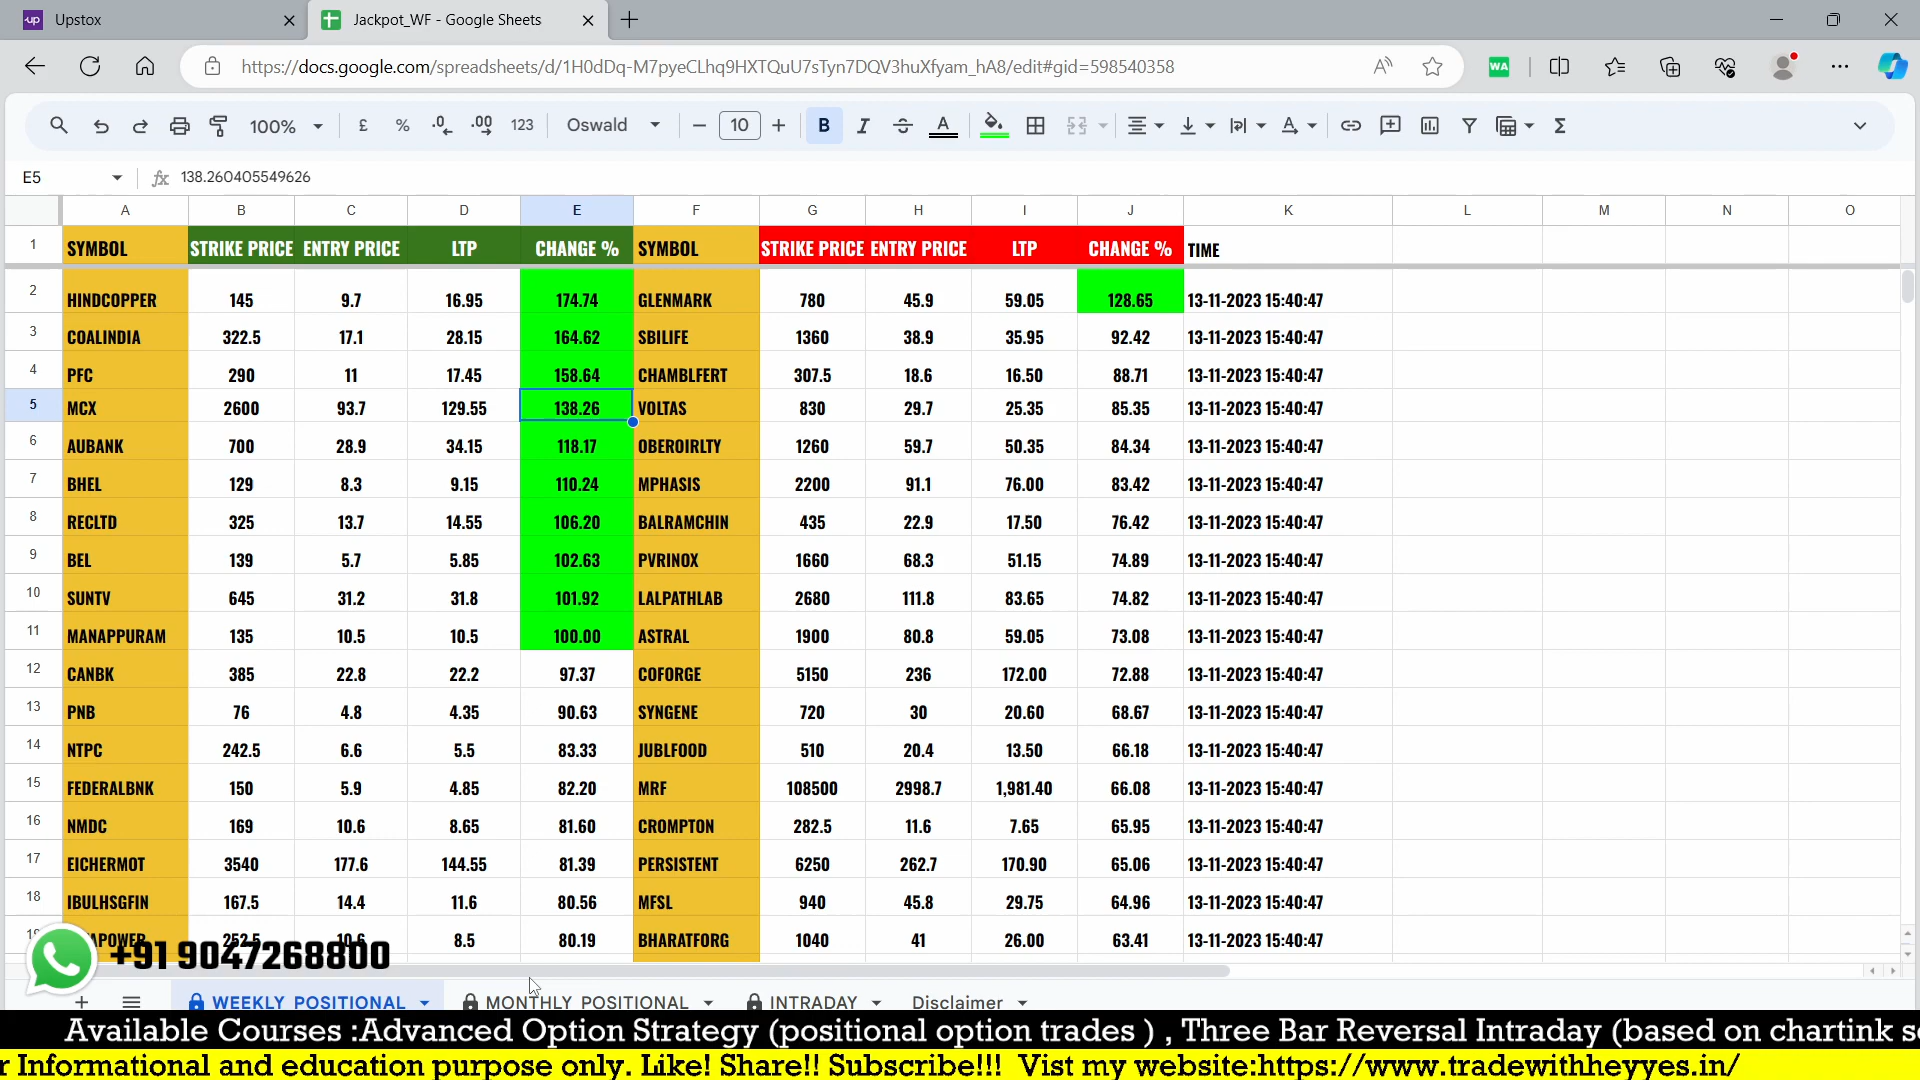 Upstox
Jackpot_WF - Google Sheets
https://docs.google.com/spreadsheets/d/1H0dDq-M7pyeCLhq9HXTQuU7sTyn7DQV3huXfyam_hA8/edit#gid=598540358
WA
100% £ % .0 .00 123 Oswald 10 B I
E5 fx 138.260405549626
A B C D E F G H I J K L M N O
1 SYMBOL STRIKE PRICE ENTRY PRICE LTP CHANGE % SYMBOL STRIKE PRICE ENTRY PRICE LTP CHANGE % TIME
2 HINDCOPPER 145 9.7 16.95 174.74 GLENMARK 780 45.9 59.05 128.65 13-11-2023 15:40:47
3 COALINDIA 322.5 17.1 28.15 164.62 SBILIFE 1360 38.9 35.95 92.42 13-11-2023 15:40:47
4 PFC 290 11 17.45 158.64 CHAMBLFERT 307.5 18.6 16.50 88.71 13-11-2023 15:40:47
5 MCX 2600 93.7 129.55 138.26 VOLTAS 830 29.7 25.35 85.35 13-11-2023 15:40:47
6 AUBANK 700 28.9 34.15 118.17 OBEROIRLTY 1260 59.7 50.35 84.34 13-11-2023 15:40:47
7 BHEL 129 8.3 9.15 110.24 MPHASIS 2200 91.1 76.00 83.42 13-11-2023 15:40:47
8 RECLTD 325 13.7 14.55 106.20 BALRAMCHIN 435 22.9 17.50 76.42 13-11-2023 15:40:47
9 BEL 139 5.7 5.85 102.63 PVRINOX 1660 68.3 51.15 74.89 13-11-2023 15:40:47
10 SUNTV 645 31.2 31.8 101.92 LALPATHLAB 2680 111.8 83.65 74.82 13-11-2023 15:40:47
11 MANAPPURAM 135 10.5 10.5 100.00 ASTRAL 1900 80.8 59.05 73.08 13-11-2023 15:40:47
12 CANBK 385 22.8 22.2 97.37 COFORGE 5150 236 172.00 72.88 13-11-2023 15:40:47
13 PNB 76 4.8 4.35 90.63 SYNGENE 720 30 20.60 68.67 13-11-2023 15:40:47
14 NTPC 242.5 6.6 5.5 83.33 JUBLFOOD 510 20.4 13.50 66.18 13-11-2023 15:40:47
15 FEDERALBNK 150 5.9 4.85 82.20 MRF 108500 2998.7 1,981.40 66.08 13-11-2023 15:40:47
16 NMDC 169 10.6 8.65 81.60 CROMPTON 282.5 11.6 7.65 65.95 13-11-2023 15:40:47
17 EICHERMOT 3540 177.6 144.55 81.39 PERSISTENT 6250 262.7 170.90 65.06 13-11-2023 15:40:47
18 IBULHSGFIN 167.5 14.4 11.6 80.56 MFSL 940 45.8 29.75 64.96 13-11-2023 15:40:47
APOWER 252.5 10.6 8.5 80.19 BHARATFORG 1040 41 26.00 63.41 13-11-2023 15:40:47
+91 9047268800
WEEKLY POSITIONAL MONTHLY POSITIONAL INTRADAY Disclaimer
Available Courses :Advanced Option Strategy (positional option trades ) , Three Bar Reversal Intraday (based on chartink s
r Informational and education purpose only. Like! Share!! Subscribe!!! Vist my website:https://www.tradewithheyyes.in/